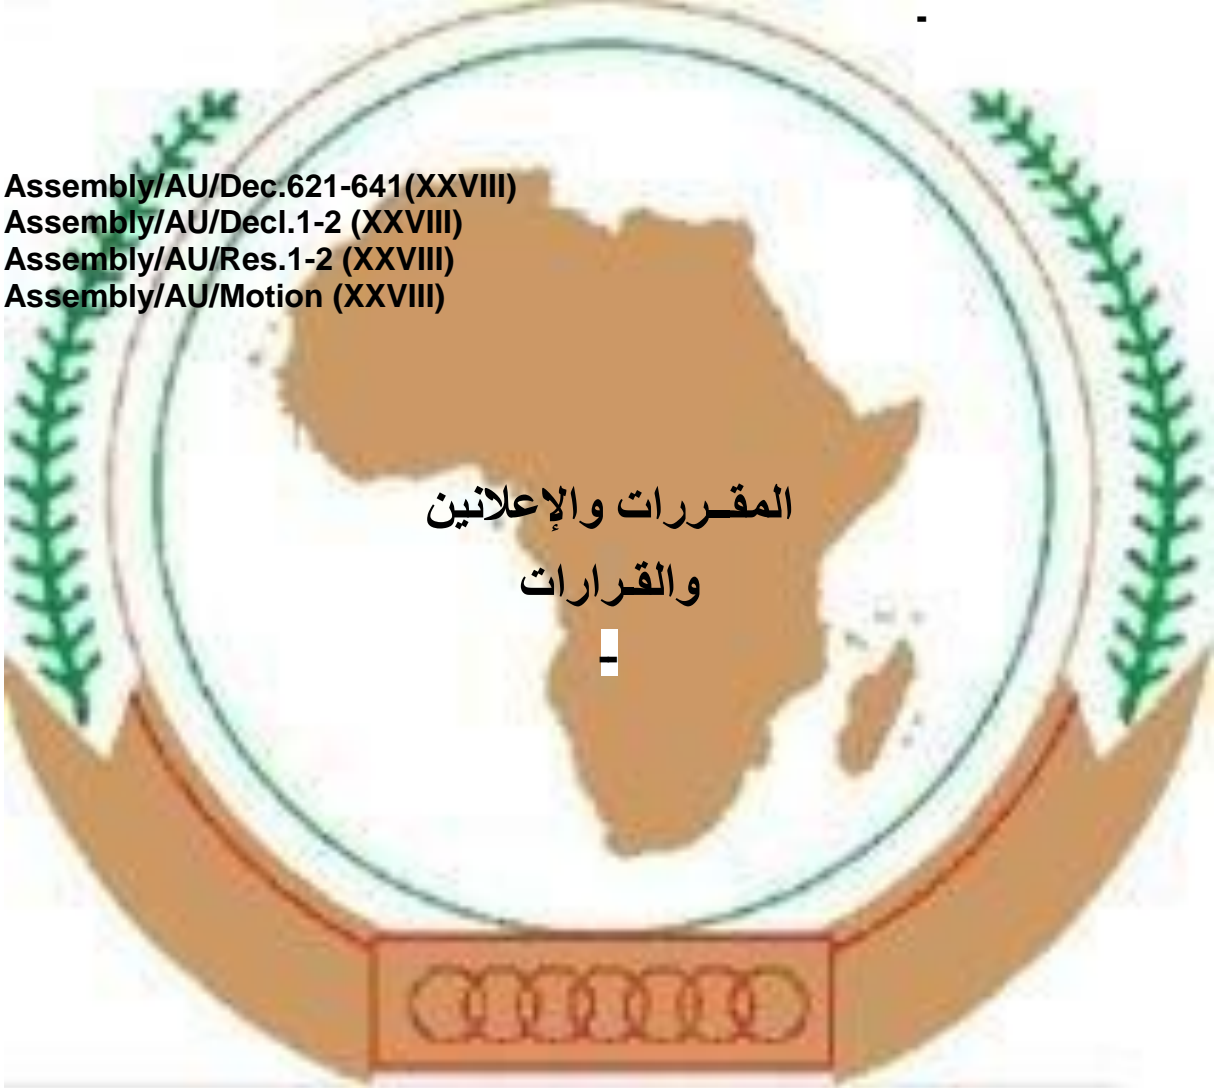 -
Assembly/AU/Dec.621-641(XXVIII)
Assembly/AU/Decl.1-2 (XXVIII)
Assembly/AU/Res.1-2 (XXVIII)
Assembly/AU/Motion (XXVIII)
المقــررات والإعلانين
والقـرارات
-